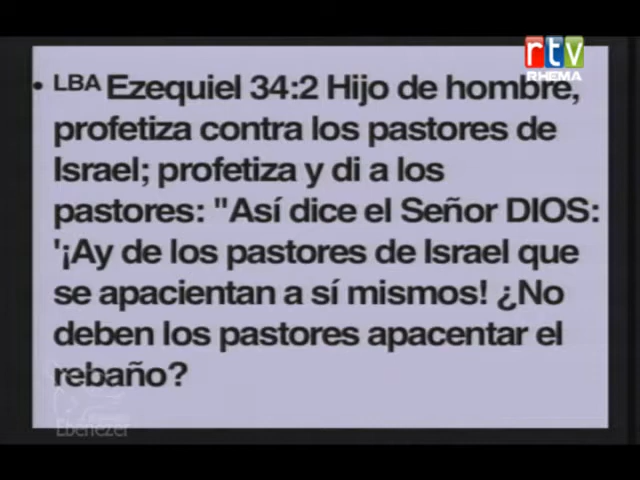 rtv
RHEMA
• LBA Ezequiel 34:2 Hijo de hombre,
profetiza contra los pastores de
Israel; profetiza y di a los
pastores: "Así dice el Señor DIOS:
'¡Ay de los pastores de Israel que
se apacientan a sí mismos! ¿No
deben los pastores apacentar el
rebaño?
Ebenezer